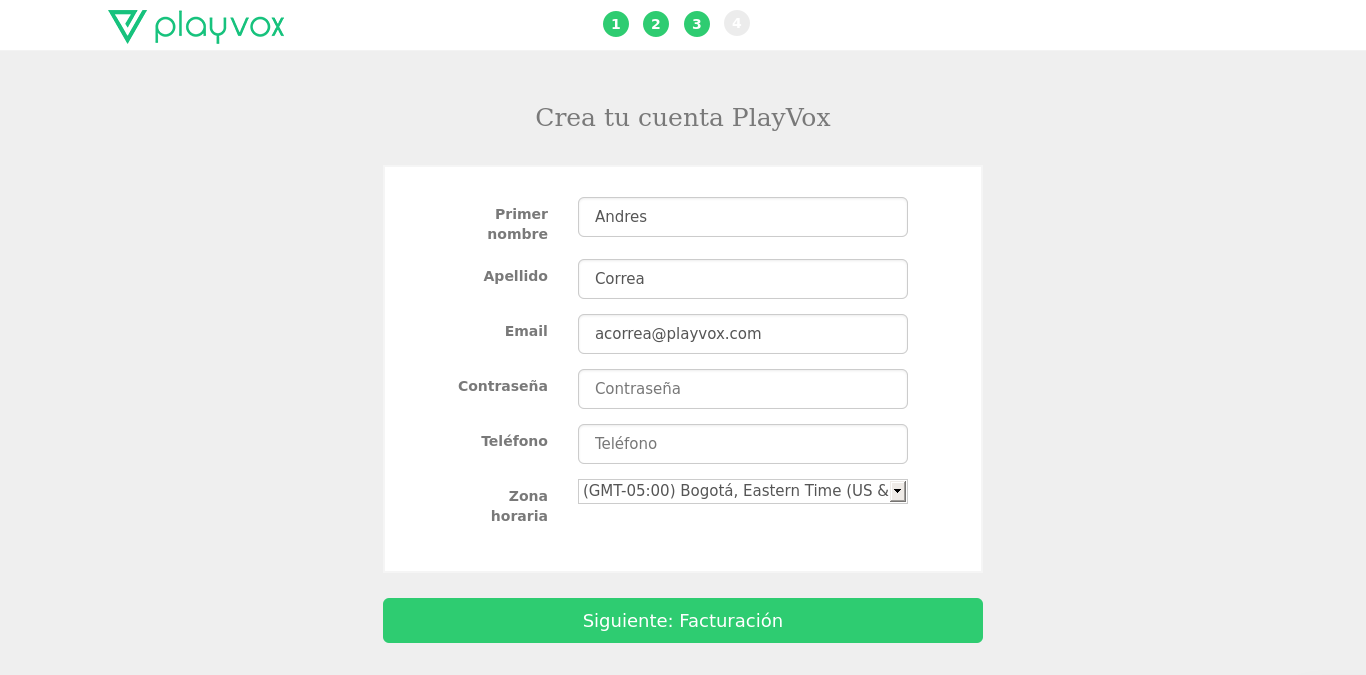 playvox
1 2 3 4
Crea tu cuenta PlayVox
Primer
nombre
Andres
Apellido
Correa
Email
acorrea@playvox.com
Contraseña
Contraseña
Teléfono
Teléfono
Zona
horaria
(GMT-05:00) Bogotá, Eastern Time (US &
Siguiente: Facturación